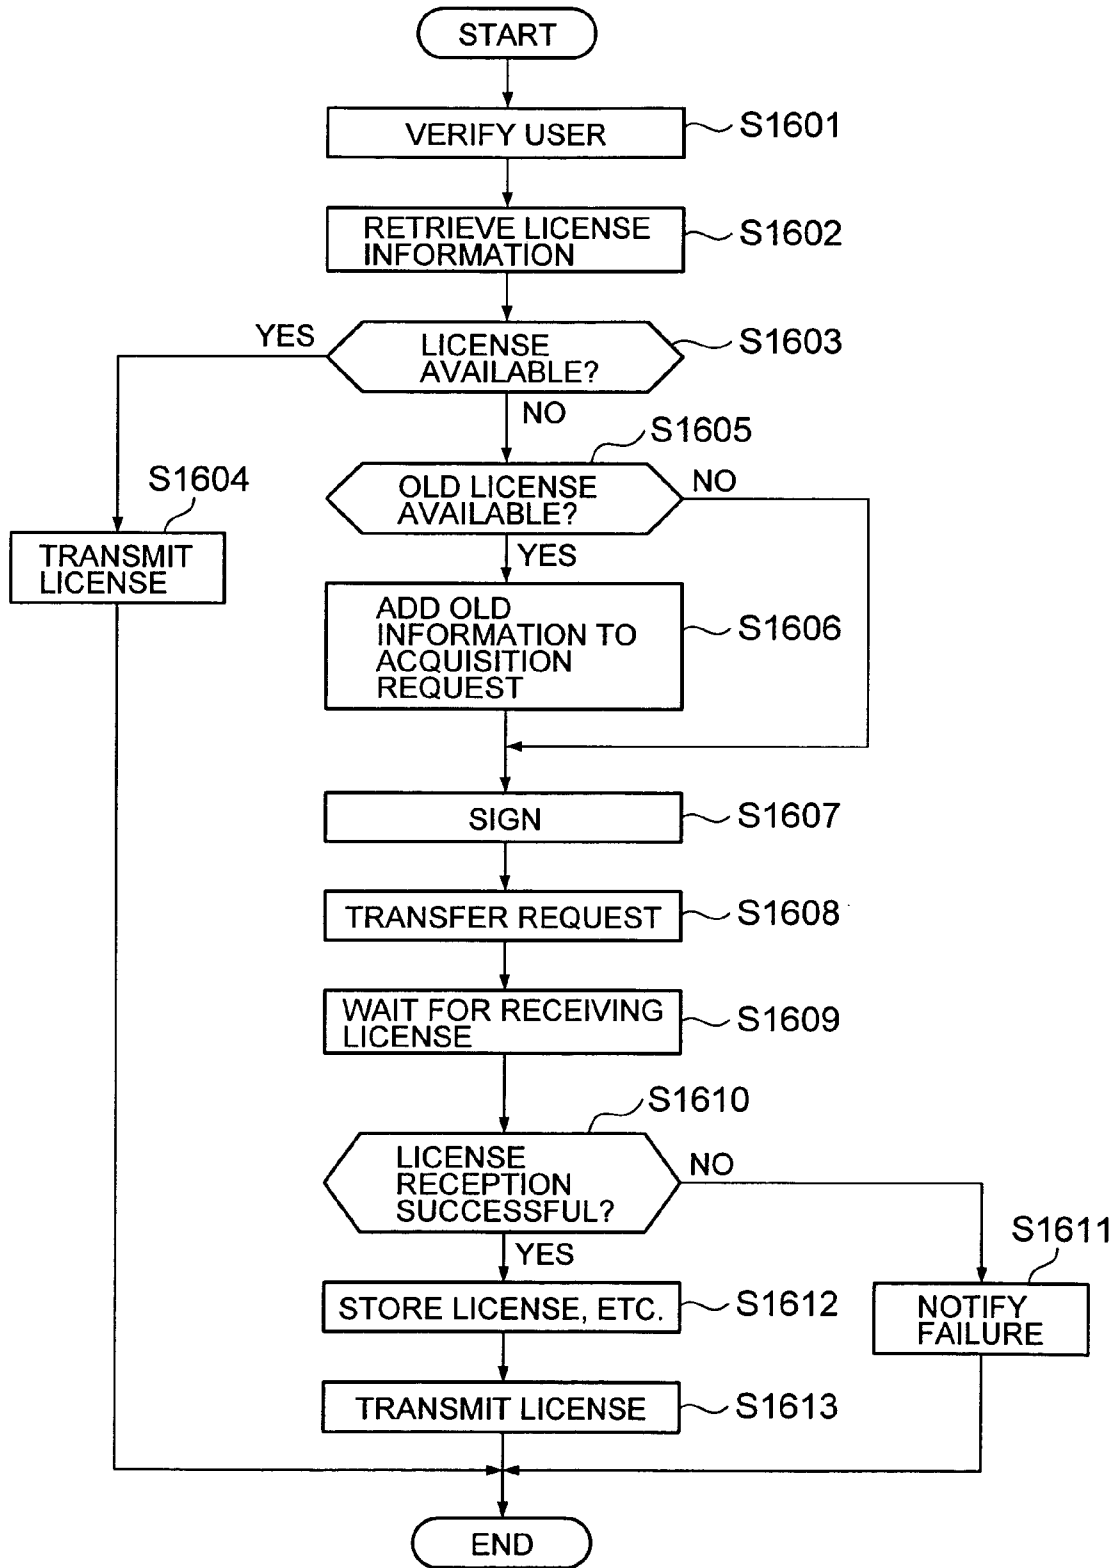 START
VERIFY USER
S1601
RETRIEVE LICENSE
INFORMATION
S1602
YES
LICENSE
AVAILABLE?
S1603
NO
S1605
S1604
OLD LICENSE
AVAILABLE?
NO
TRANSMIT
LICENSE
YES
ADD OLD
INFORMATION TO
ACQUISITION
REQUEST
S1606
SIGN
S1607
TRANSFER REQUEST
S1608
WAIT FOR RECEIVING
LICENSE
S1609
S1610
LICENSE
RECEPTION
SUCCESSFUL?
NO
YES
S1611
STORE LICENSE, ETC.
S1612
NOTIFY
FAILURE
TRANSMIT LICENSE
S1613
END